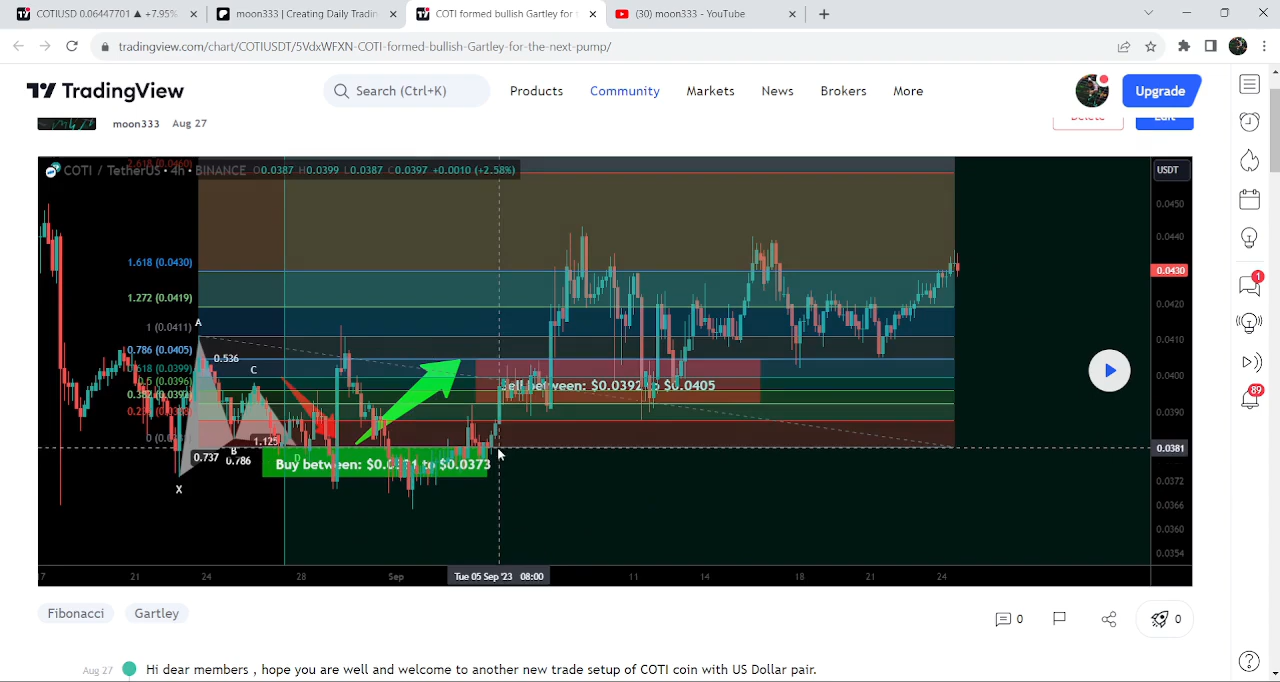 COTIUSD 0.06447701 ▲ +7.95%
moon333 | Creating Daily Tradin
COTI formed bullish Gartley for t
(30) moon333 - YouTube
tradingview.com/chart/COTIUSDT/5VdxWFXN-COTI-formed-bullish-Gartley-for-the-next-pump/
TradingView
Search (Ctrl+K)
Products
Community
Markets
News
Brokers
More
Upgrade
moon333
Aug 27
Delete
Edit
2.618 (0.0460)
COTI / TetherUS • 4h • BINANCE O0.0387 H0.0399 L0.0387 C0.0397 +0.0010 (+2.58%)
USDT
0.0450
0.0440
1.618 (0.0430)
0.0430
1.272 (0.0419)
0.0420
A
1 (0.0411)
0.0410
0.786 (0.0405)
0.536
0.618 (0.0399)
C
0.0400
0.5 (0.0396)
Sell between: $0.0392 to $0.0405
0.0390
0.0381
1.125
B
D
0.737
0.786
Buy between: $0.0381 to $0.0373
X
0.0372
0.0366
0.0360
0.0354
17
21
24
28
Sep
Tue 05 Sep '23 08:00
11
14
18
21
24
1
89
Fibonacci
Gartley
0
0
Aug 27
Hi dear members , hope you are well and welcome to another new trade setup of COTI coin with US Dollar pair.